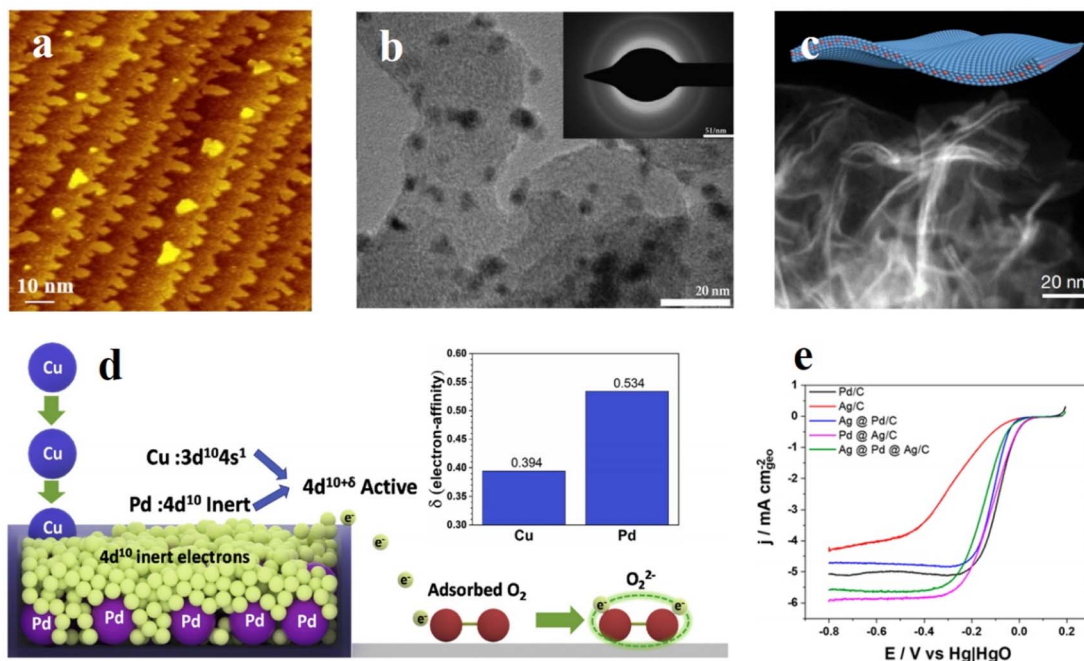 a
10 nm
b
51/nm
20 nm
c
20 nm
d
Cu
Cu
Cu
Cu :3d¹⁰4s¹
Pd :4d¹⁰ Inert
4d¹⁰⁺ᵟ Active
4d¹⁰ inert electrons
Pd Pd Pd Pd Pd
Pd
e⁻
e⁻
e⁻
e⁻
Adsorbed O₂
O₂²⁻
e⁻ e⁻
δ (electron-affinity)
0.60
0.55
0.50
0.45
0.40
0.35
0.30
0.394
0.534
Cu Pd
e
Pd/C
Ag/C
Ag @ Pd/C
Pd @ Ag/C
Ag @ Pd @ Ag/C
j / mA cm⁻²geo
1
0
-1
-2
-3
-4
-5
-6
-0.8 -0.6 -0.4 -0.2 0.0 0.2
E / V vs Hg|HgO